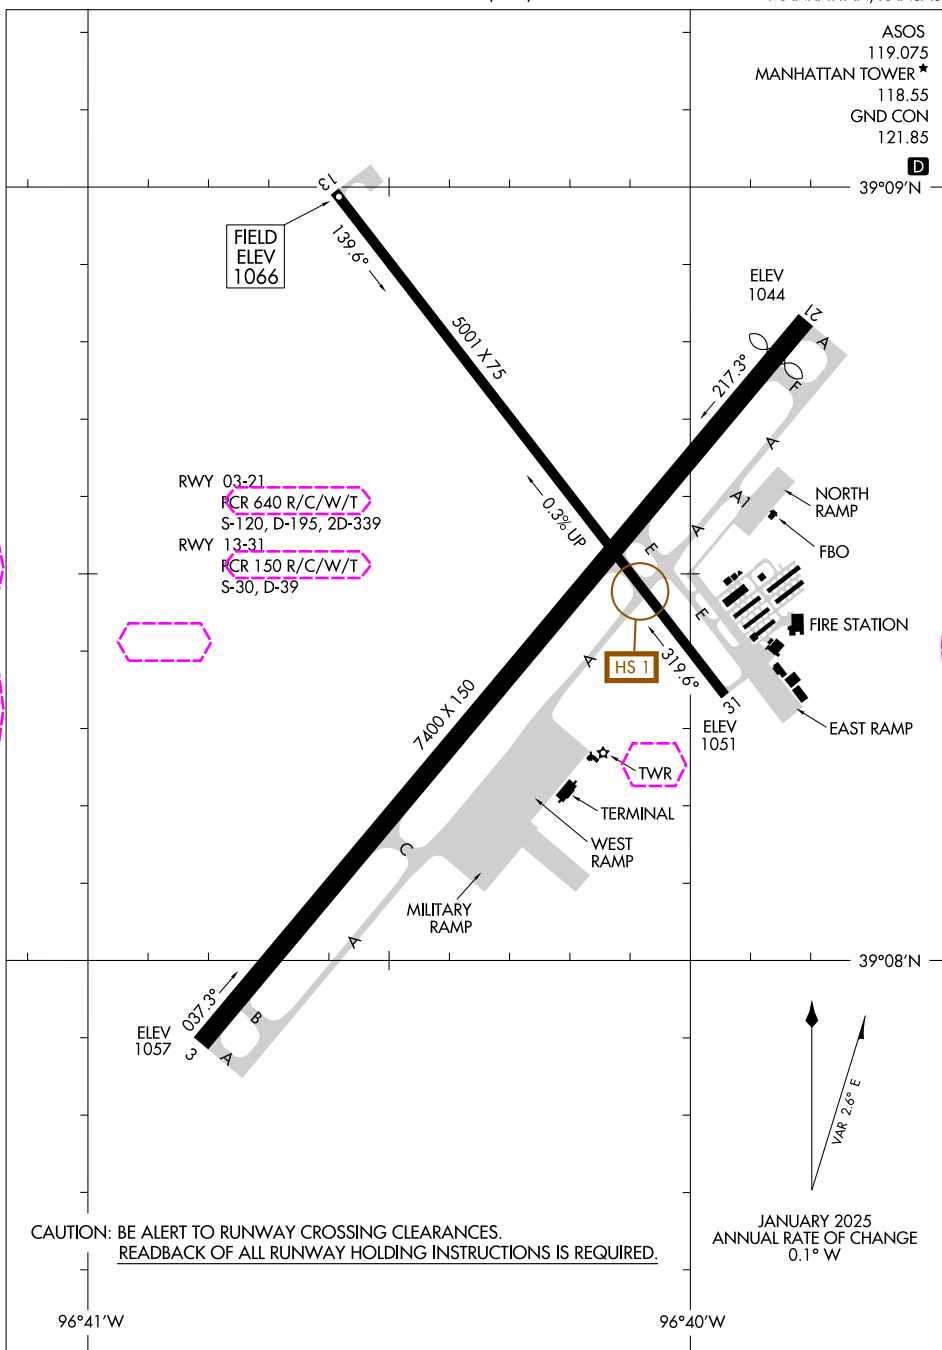 ASOS
119.075
MANHATTAN TOWER ★
118.55
GND CON
121.85
D
39°09'N
13
FIELD
ELEV
1066
139.6°
ELEV
1044
21
A
5001 X 75
217.3°
F
A
RWY 03-21
PCR 640 R/C/W/T
S-120, D-195, 2D-339
RWY 13-31
PCR 150 R/C/W/T
S-30, D-39
0.3% UP
A1
NORTH
RAMP
A
E
FBO
E
FIRE STATION
HS 1
A
319.6°
31
ELEV
1051
EAST RAMP
7400 X 150
TWR
TERMINAL
WEST
RAMP
C
MILITARY
RAMP
A
39°08'N
037.3°
B
ELEV
1057
3
A
VAR 2.6° E
JANUARY 2025
ANNUAL RATE OF CHANGE
0.1° W
CAUTION: BE ALERT TO RUNWAY CROSSING CLEARANCES.
READBACK OF ALL RUNWAY HOLDING INSTRUCTIONS IS REQUIRED.
96°41'W
96°40'W